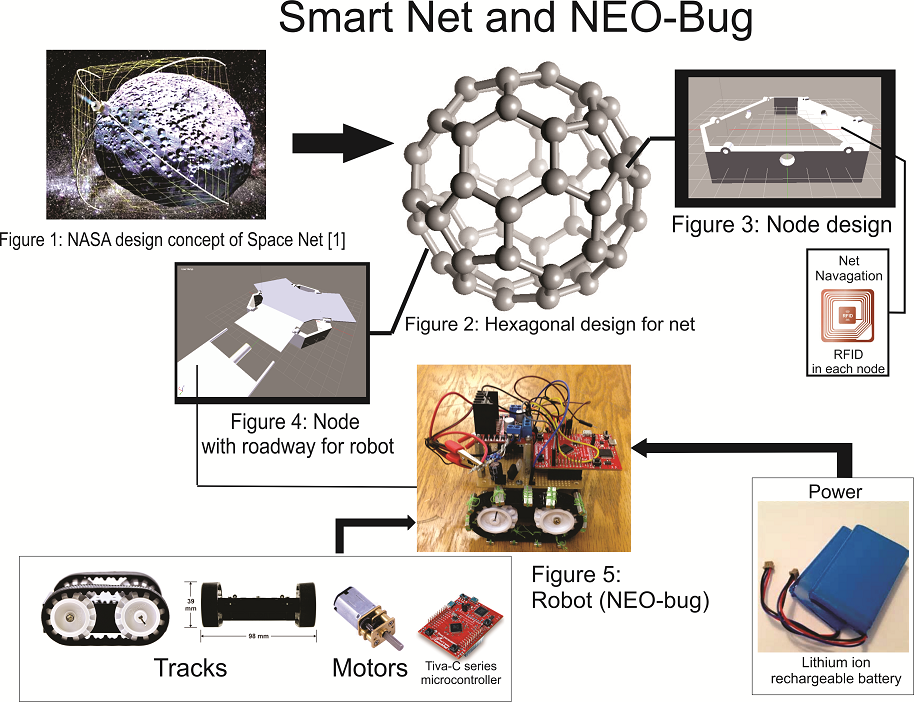 Smart Net and NEO-Bug
Figure 1: NASA design concept of Space Net [1]
Figure 2: Hexagonal design for net
Figure 3: Node design
Net
Navagation
RFID
RFID
in each node
Figure 4: Node
with roadway for robot
Figure 5:
Robot (NEO-bug)
Power
Lithium ion
rechargeable battery
39
mm
98 mm
Tracks
Motors
Tiva-C series
microcontroller